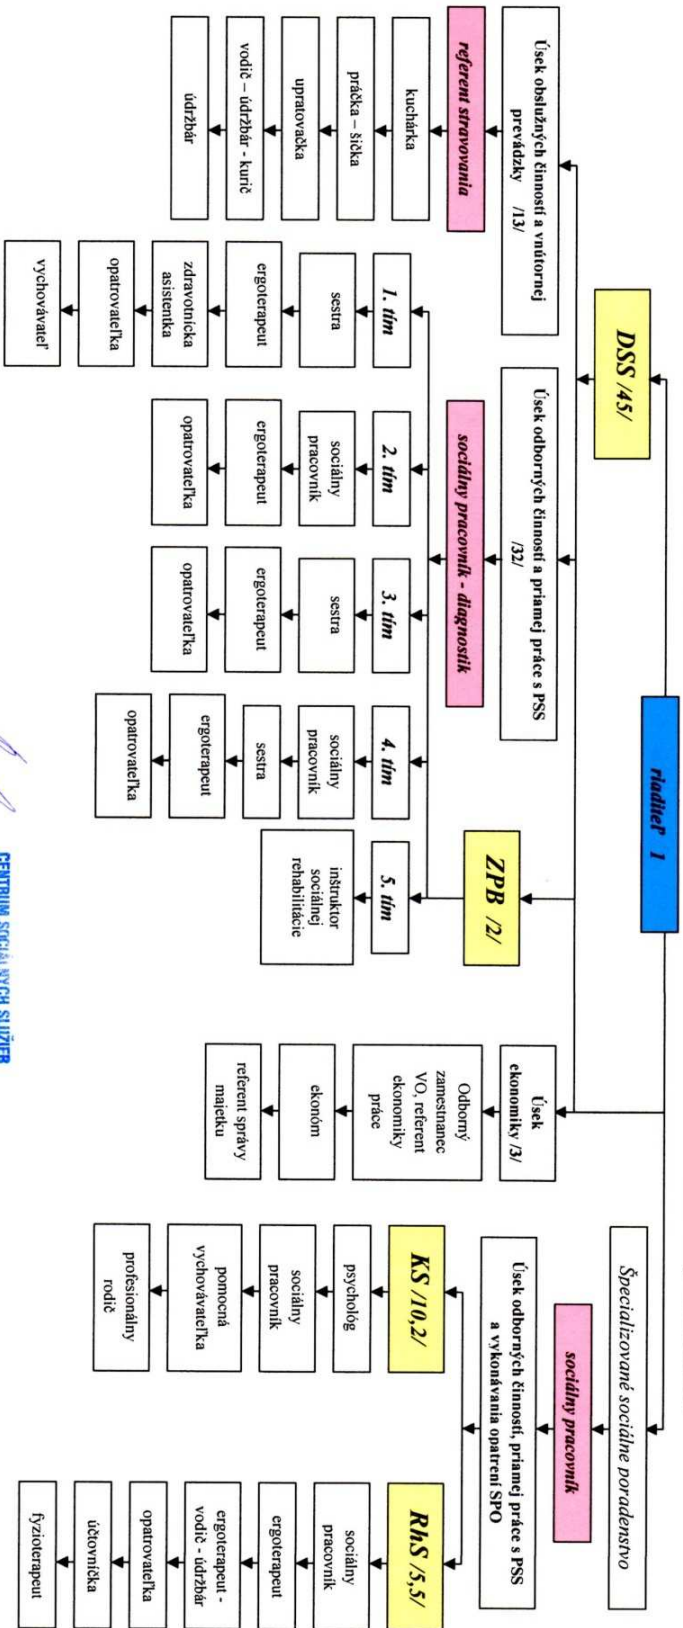 riaditeľ 1
DSS /45/
Úsek obslužných činností a vnútornej
prevádzky /13/
referent stravovania
kuchárka
práčka – šička
upratovačka
vodič – údržbár - kurič
údržbár
Úsek odborných činností a priamej práce s PSS
/32/
sociálny pracovník - diagnostik
1. tím
sestra
ergoterapeut
zdravotnícka
asistentka
opatrovateľka
vychovávateľ
2. tím
sociálny
pracovník
ergoterapeut
opatrovateľka
3. tím
sestra
ergoterapeut
opatrovateľka
4. tím
sociálny
pracovník
sestra
ergoterapeut
opatrovateľka
ZPB /2/
5. tím
inštruktor
sociálnej
rehabilitácie
Úsek
ekonomiky /3/
Odborný
zamestnanec
VO, referent
ekonomiky
práce
ekonóm
referent správy
majetku
Špecializované sociálne poradenstvo
sociálny pracovník
Úsek odborných činností, priamej práce s PSS
a vykonávania opatrení SPO
KS /10,2/
psychológ
sociálny
pracovník
pomocná
vychovávateľka
profesionálny
rodič
RhS /5,5/
sociálny
pracovník
ergoterapeut
ergoterapeut -
vodič - údržbár
opatrovateľka
účtovníčka
fyzioterapeut
CENTRUM SOCIÁLNYCH SLUŽIEB